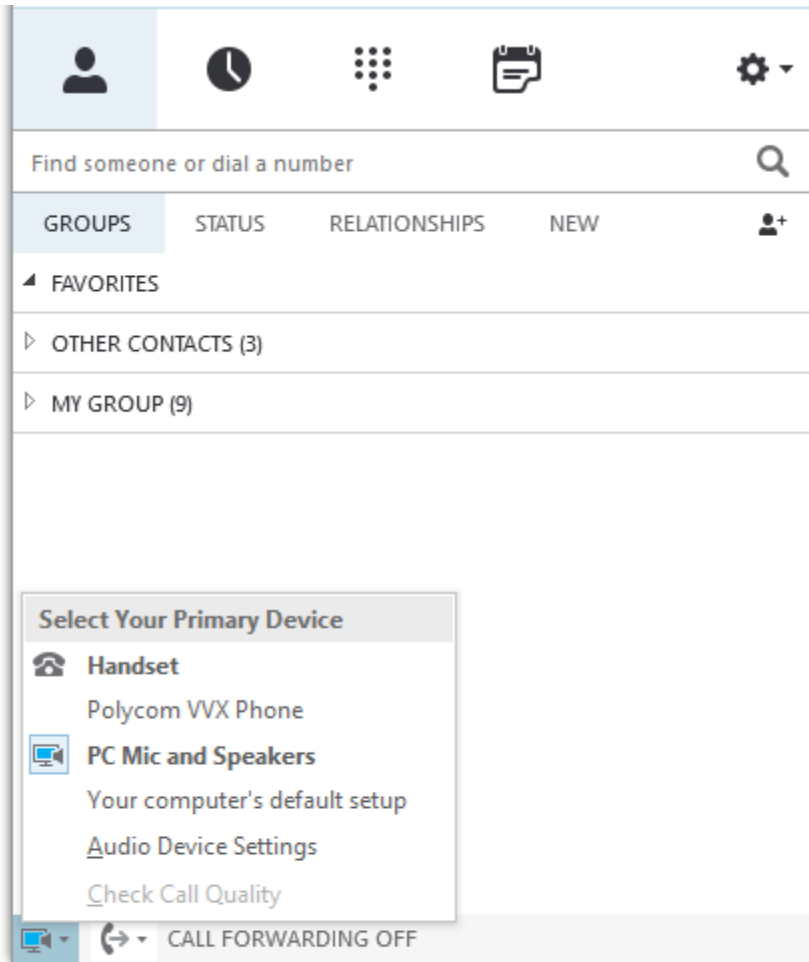 Find someone or dial a number
GROUPS STATUS RELATIONSHIPS NEW
FAVORITES
OTHER CONTACTS (3)
MY GROUP (9)
Select Your Primary Device
Handset
Polycom VVX Phone
PC Mic and Speakers
Your computer's default setup
Audio Device Settings
Check Call Quality
CALL FORWARDING OFF